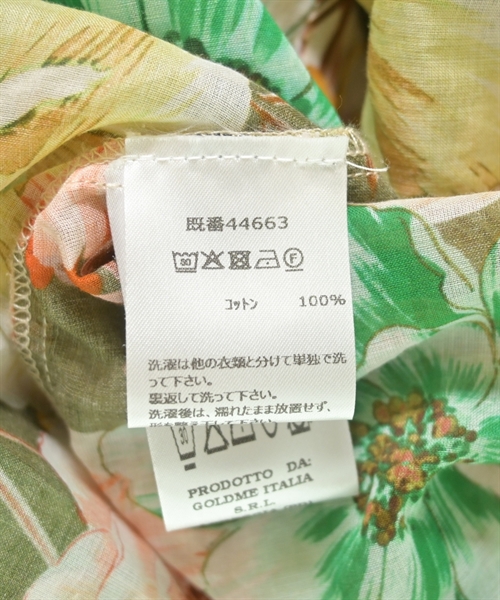 既番44663
コットン 100%
洗濯は他の衣類と分けて単独で洗
って下さい。
裏返して洗って下さい。
洗濯後は、濡れたまま放置せず、
PRODOTTO DA:
GOLDME ITALIA
S.R.L